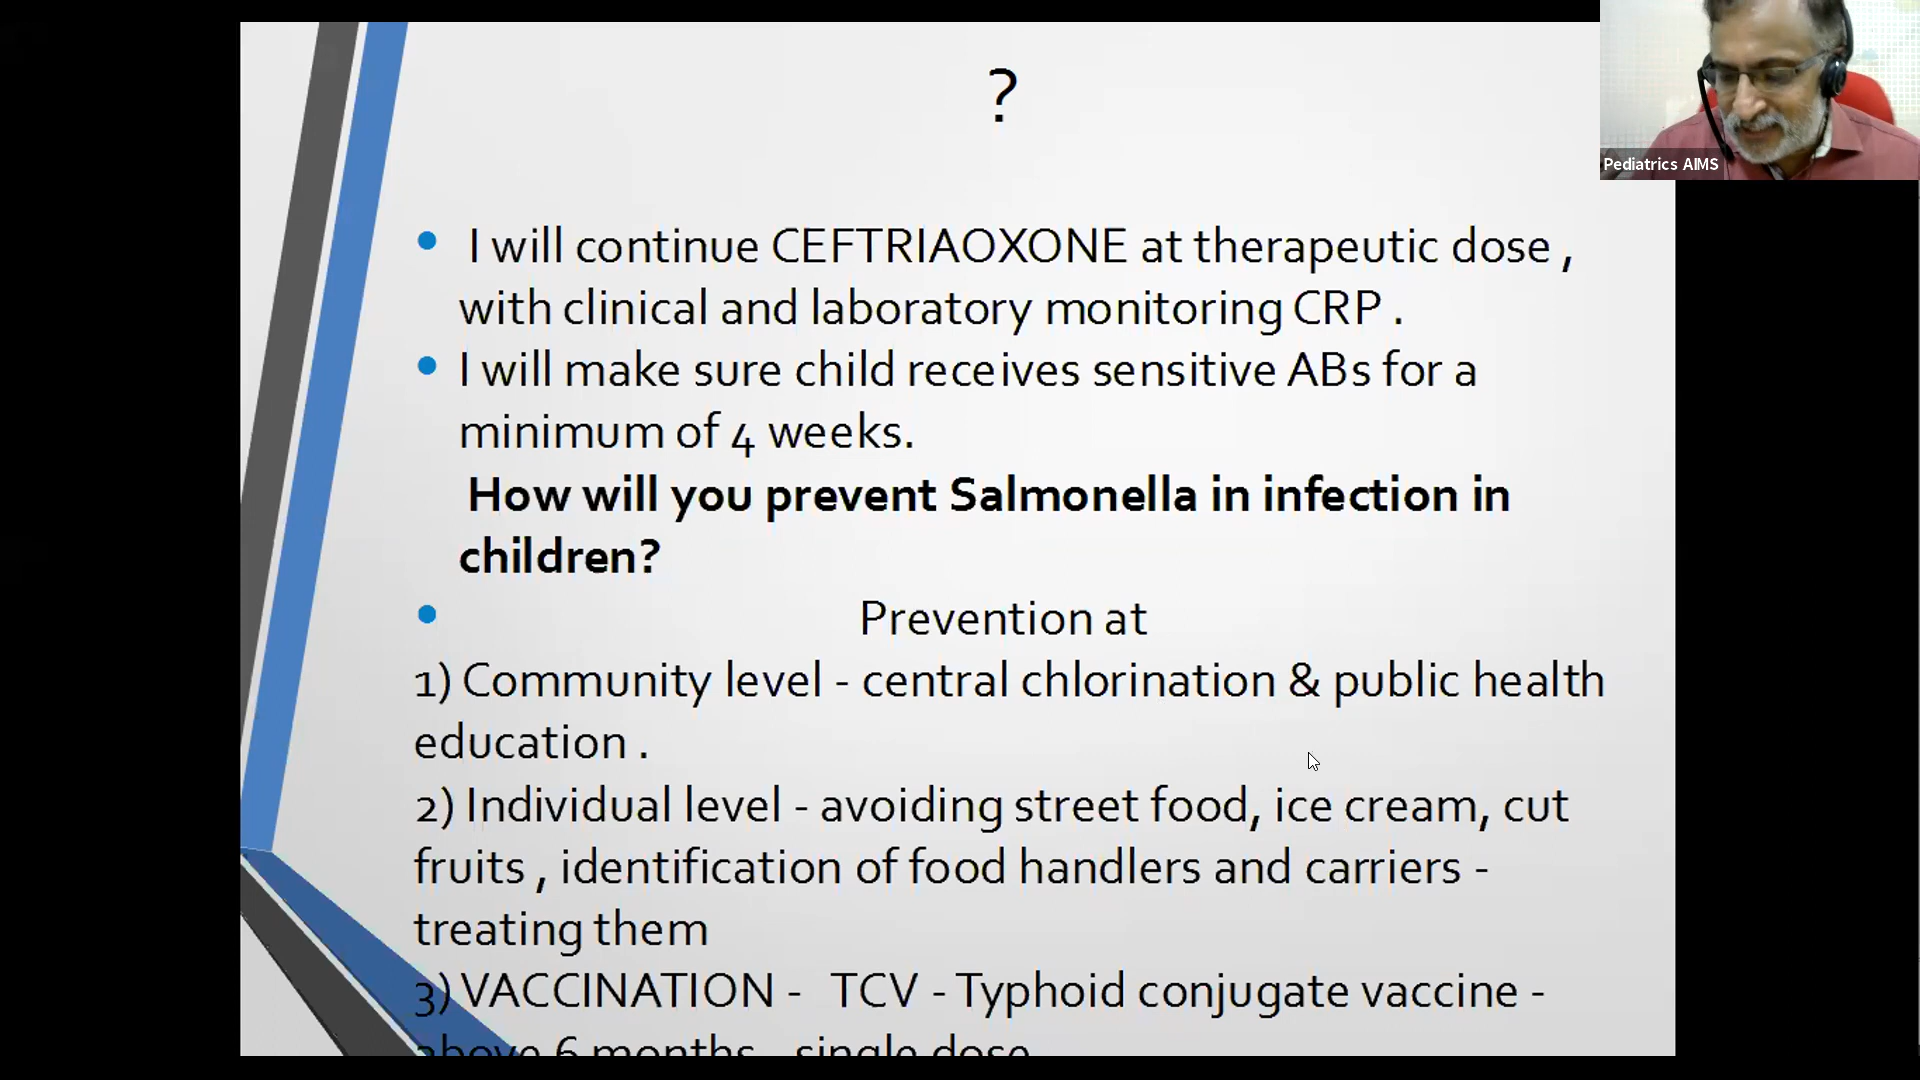 ?
Pediatrics AIMS
I will continue CEFTRIAOXONE at therapeutic dose ,
with clinical and laboratory monitoring CRP .
I will make sure child receives sensitive ABs for a
minimum of 4 weeks.
How will you prevent Salmonella in infection in
children?
Prevention at
1) Community level - central chlorination & public health
education .
2) Individual level - avoiding street food, ice cream, cut
fruits , identification of food handlers and carriers -
treating them
3) VACCINATION - TCV - Typhoid conjugate vaccine -
above 6 months - single dose